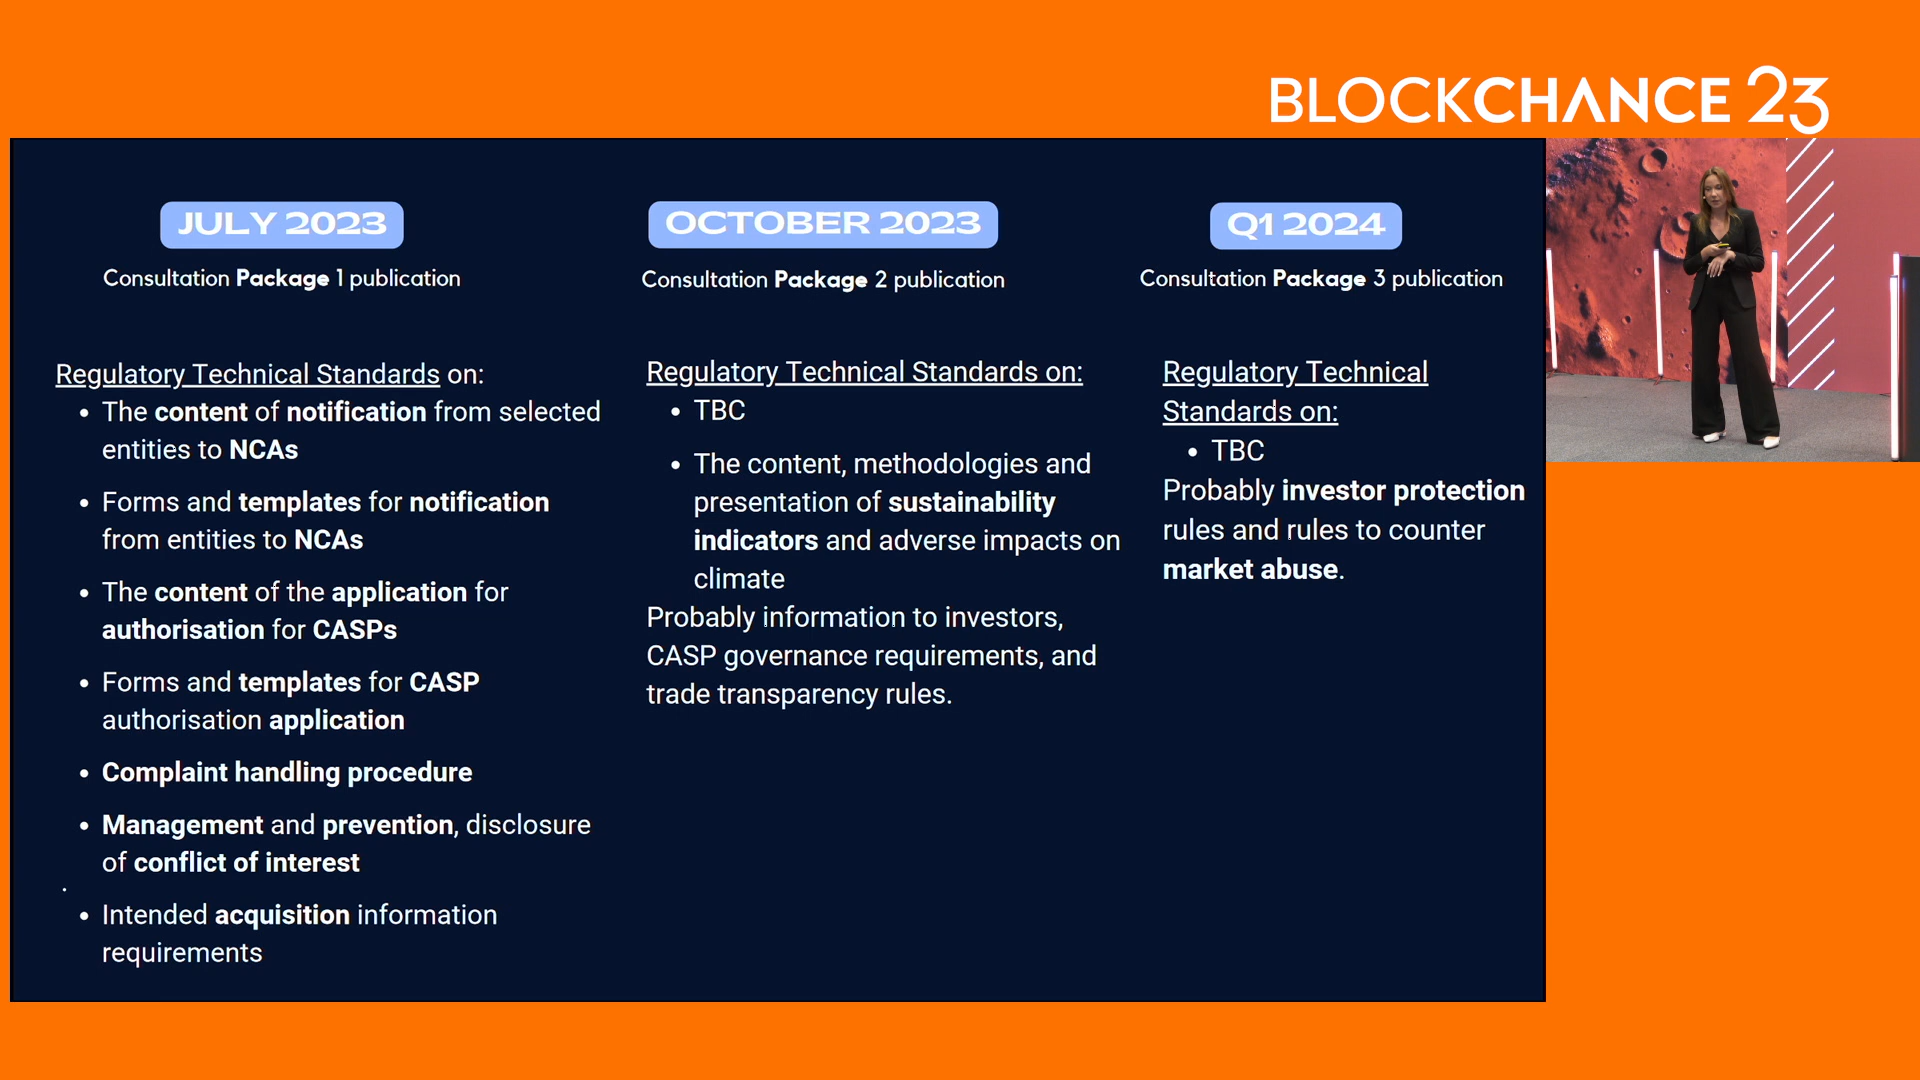 BLOCKCHANCE 23
JULY 2023
Consultation Package 1 publication
Regulatory Technical Standards on:
• The content of notification from selected
entities to NCAs
• Forms and templates for notification
from entities to NCAs
• The content of the application for
authorisation for CASPs
• Forms and templates for CASP
authorisation application
• Complaint handling procedure
• Management and prevention, disclosure
of conflict of interest
• Intended acquisition information
requirements
OCTOBER 2023
Consultation Package 2 publication
Regulatory Technical Standards on:
• TBC
• The content, methodologies and
presentation of sustainability
indicators and adverse impacts on
climate
Probably information to investors,
CASP governance requirements, and
trade transparency rules.
Q1 2024
Consultation Package 3 publication
Regulatory Technical
Standards on:
• TBC
Probably investor protection
rules and rules to counter
market abuse.